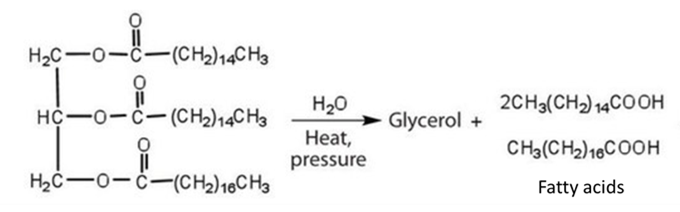 O
H₂C—O—C—(CH₂)₁₄CH₃
O
HC—O—C—(CH₂)₁₄CH₃
O
H₂C—O—C—(CH₂)₁₆CH₃
H₂O
Heat,
pressure
Glycerol +
2CH₃(CH₂)₁₄COOH
CH₃(CH₂)₁₆COOH
Fatty acids